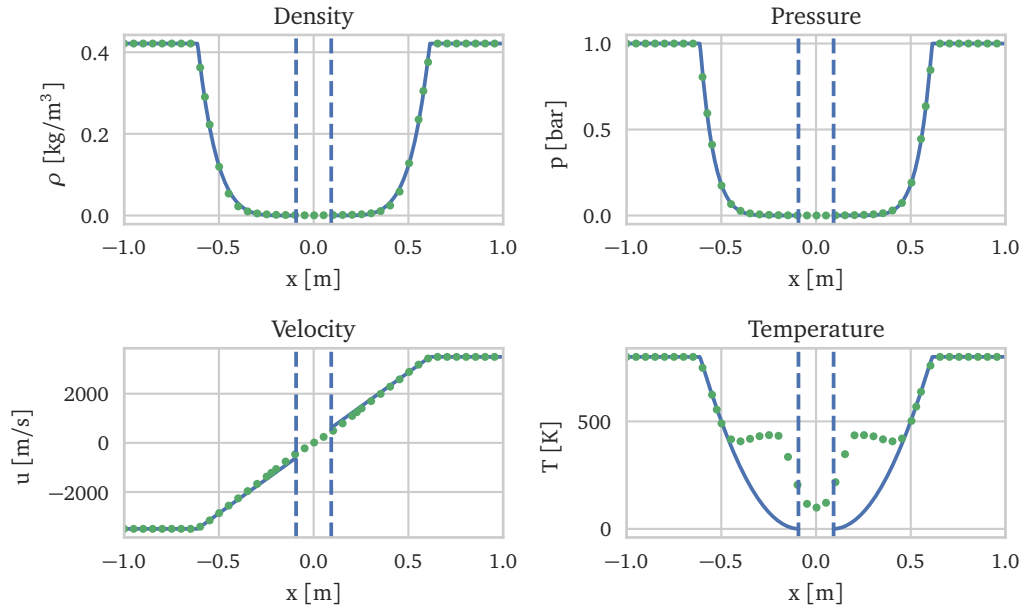 Density
0.4
0.2
0.0
ρ [kg/m³]
−1.0 −0.5 0.0 0.5 1.0
x [m]
Pressure
1.0
0.5
0.0
p [bar]
−1.0 −0.5 0.0 0.5 1.0
x [m]
Velocity
2000
0
−2000
u [m/s]
−1.0 −0.5 0.0 0.5 1.0
x [m]
Temperature
500
0
T [K]
−1.0 −0.5 0.0 0.5 1.0
x [m]